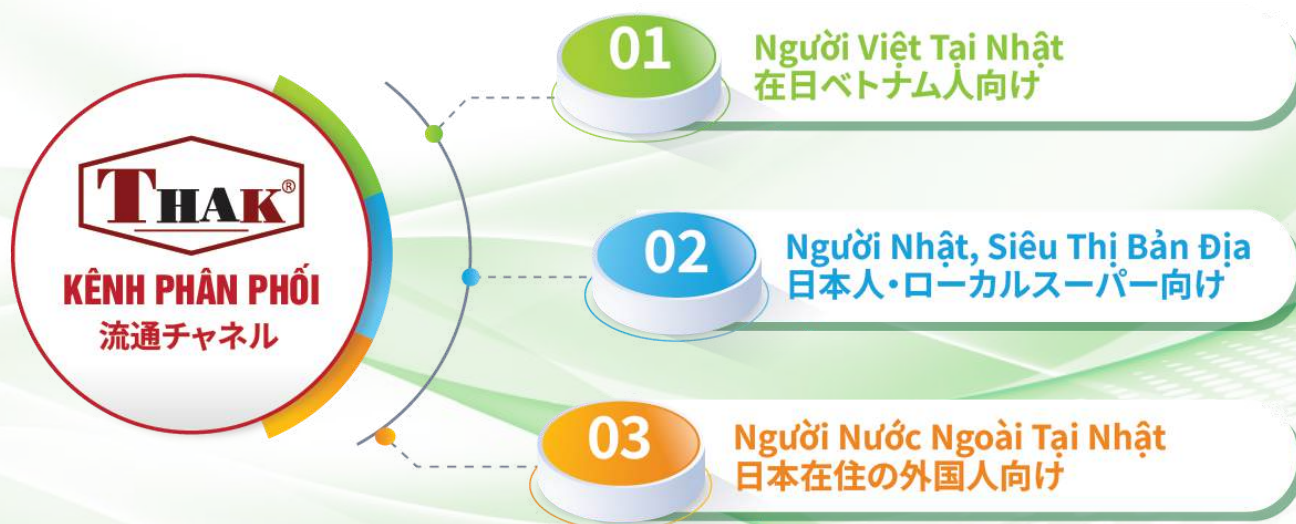 THAK®
KÊNH PHÂN PHỐI
流通チャネル
01
Người Việt Tại Nhật
在日ベトナム人向け
02
Người Nhật, Siêu Thị Bản Địa
日本人・ローカルスーパー向け
03
Người Nước Ngoài Tại Nhật
日本在住の外国人向け